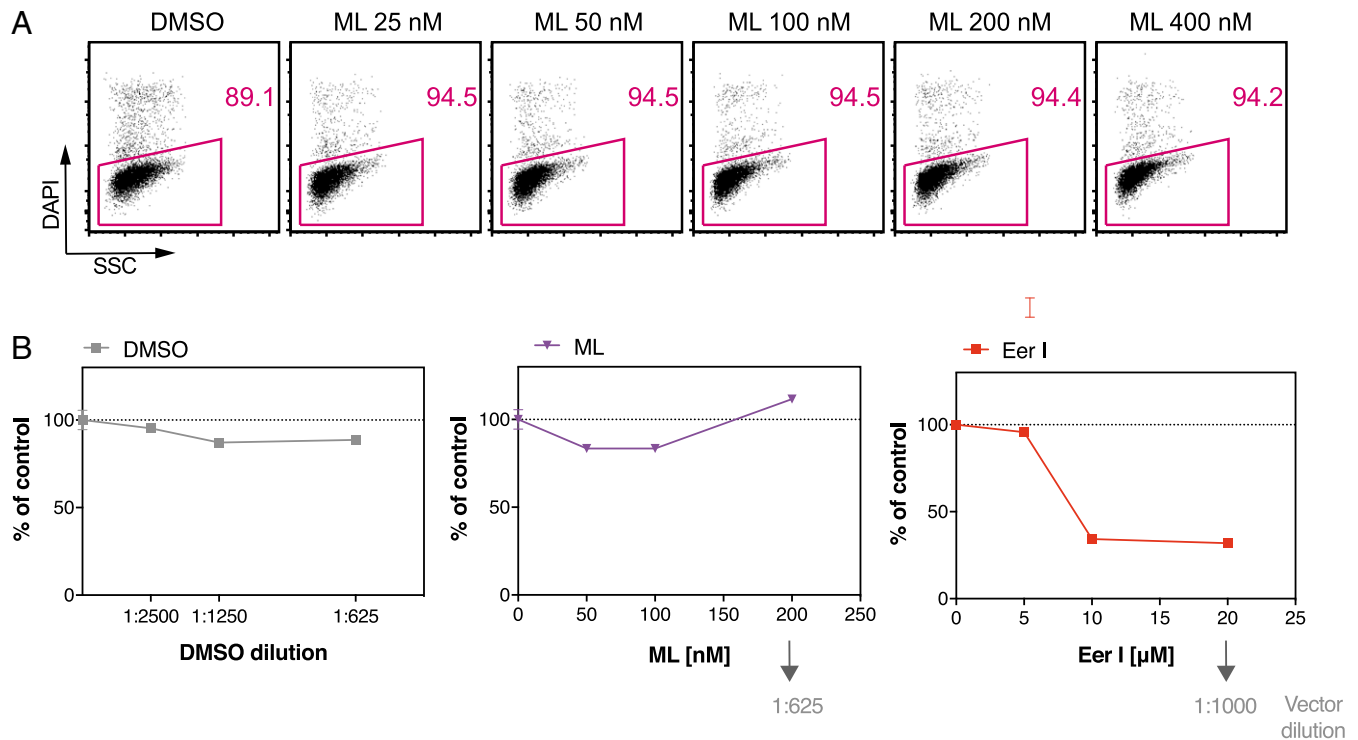 A
DMSO
ML 25 nM
ML 50 nM
ML 100 nM
ML 200 nM
ML 400 nM
89.1
94.5
94.5
94.5
94.4
94.2
DAPI
SSC
B
DMSO
% of control
100
50
0
1:2500
1:1250
1:625
DMSO dilution
ML
% of control
100
50
0
0
50
100
150
200
250
ML [nM]
1:625
Eer I
% of control
100
50
0
0
5
10
15
20
25
Eer I [µM]
1:1000
Vector
dilution